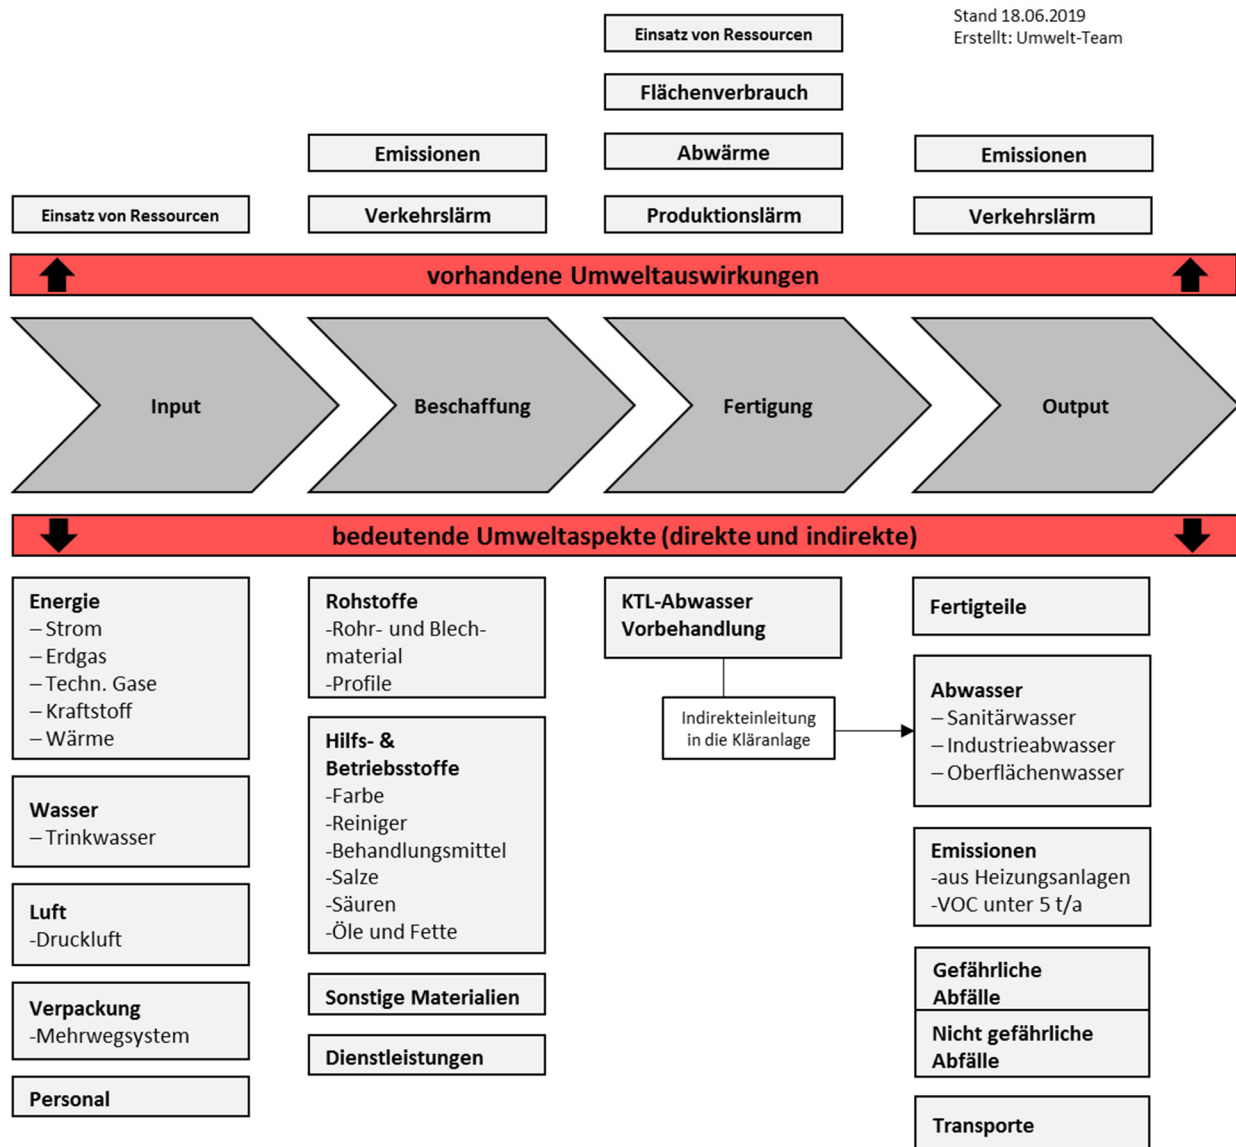 Stand 18.06.2019
Erstellt: Umwelt-Team
Einsatz von Ressourcen
Flächenverbrauch
Emissionen
Abwärme
Emissionen
Einsatz von Ressourcen
Verkehrslärm
Produktionslärm
Verkehrslärm
vorhandene Umweltauswirkungen
Input
Beschaffung
Fertigung
Output
bedeutende Umweltaspekte (direkte und indirekte)
Energie
– Strom
– Erdgas
– Techn. Gase
– Kraftstoff
– Wärme
Wasser
– Trinkwasser
Luft
-Druckluft
Verpackung
-Mehrwegsystem
Personal
Rohstoffe
-Rohr- und Blech-
material
-Profile
Hilfs- &
Betriebsstoffe
-Farbe
-Reiniger
-Behandlungsmittel
-Salze
-Säuren
-Öle und Fette
Sonstige Materialien
Dienstleistungen
KTL-Abwasser
Vorbehandlung
Indirekteinleitung
in die Kläranlage
Fertigteile
Abwasser
– Sanitärwasser
– Industrieabwasser
– Oberflächenwasser
Emissionen
-aus Heizungsanlagen
-VOC unter 5 t/a
Gefährliche
Abfälle
Nicht gefährliche
Abfälle
Transporte